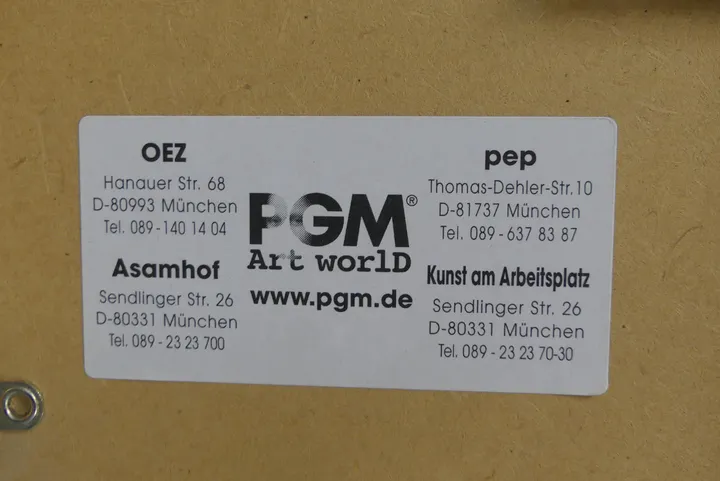 OEZ
Hanauer Str. 68
D-80993 München
Tel. 089-140 14 04
Asamhof
Sendlinger Str. 26
D-80331 München
Tel. 089 - 23 23 700
PGM®
Art worlD
www.pgm.de
pep
Thomas-Dehler-Str.10
D-81737 München
Tel. 089 - 637 83 87
Kunst am Arbeitsplatz
Sendlinger Str. 26
D-80331 München
Tel. 089 - 23 23 70-30